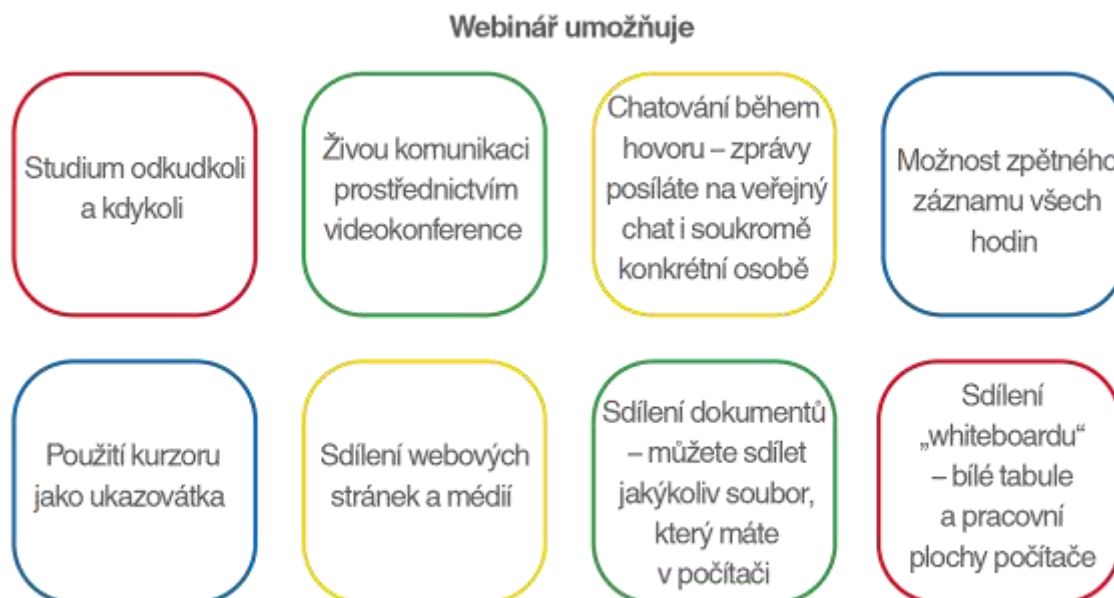 Webinář umožňuje
Studium odkudkoli
a kdykoli
Živou komunikaci
prostřednictvím
videokonference
Chatování během
hovoru – zprávy
posíláte na veřejný
chat i soukromě
konkrétní osobě
Možnost zpětného
záznamu všech
hodin
Použití kurzoru
jako ukazovátka
Sdílení webových
stránek a médií
Sdílení dokumentů
– můžete sdílet
jakýkoliv soubor,
který máte
v počítači
Sdílení
„whiteboardu“
– bílé tabule
a pracovní
plochy počítače